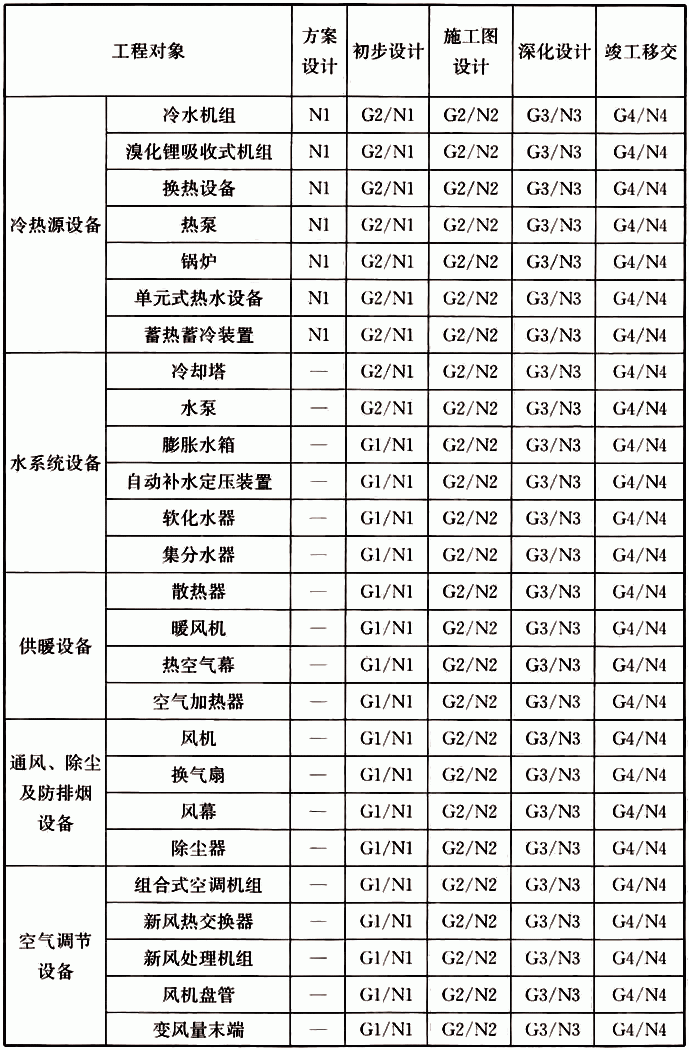 工程对象 方案设计 初步设计 施工图设计 深化设计 竣工移交
冷热源设备 冷水机组 N1 G2/N1 G2/N2 G3/N3 G4/N4
溴化锂吸收式机组 N1 G2/N1 G2/N2 G3/N3 G4/N4
换热设备 N1 G2/N1 G2/N2 G3/N3 G4/N4
热泵 N1 G2/N1 G2/N2 G3/N3 G4/N4
锅炉 N1 G2/N1 G2/N2 G3/N3 G4/N4
单元式热水设备 N1 G2/N1 G2/N2 G3/N3 G4/N4
蓄热蓄冷装置 N1 G2/N1 G2/N2 G3/N3 G4/N4
水系统设备 冷却塔 — G2/N1 G2/N2 G3/N3 G4/N4
水泵 — G2/N1 G2/N2 G3/N3 G4/N4
膨胀水箱 — G1/N1 G2/N2 G3/N3 G4/N4
自动补水定压装置 — G1/N1 G2/N2 G3/N3 G4/N4
软化水器 — G1/N1 G2/N2 G3/N3 G4/N4
集分水器 — G1/N1 G2/N2 G3/N3 G4/N4
供暖设备 散热器 — G1/N1 G2/N2 G3/N3 G4/N4
暖风机 — G1/N1 G2/N2 G3/N3 G4/N4
热空气幕 — G1/N1 G2/N2 G3/N3 G4/N4
空气加热器 — G1/N1 G2/N2 G3/N3 G4/N4
通风、除尘及防排烟设备 风机 — G1/N1 G2/N2 G3/N3 G4/N4
换气扇 — G1/N1 G2/N2 G3/N3 G4/N4
风幕 — G1/N1 G2/N2 G3/N3 G4/N4
除尘器 — G1/N1 G2/N2 G3/N3 G4/N4
空气调节设备 组合式空调机组 — G1/N1 G2/N2 G3/N3 G4/N4
新风热交换器 — G1/N1 G2/N2 G3/N3 G4/N4
新风处理机组 — G1/N1 G2/N2 G3/N3 G4/N4
风机盘管 — G1/N1 G2/N2 G3/N3 G4/N4
变风量末端 — G1/N1 G2/N2 G3/N3 G4/N4